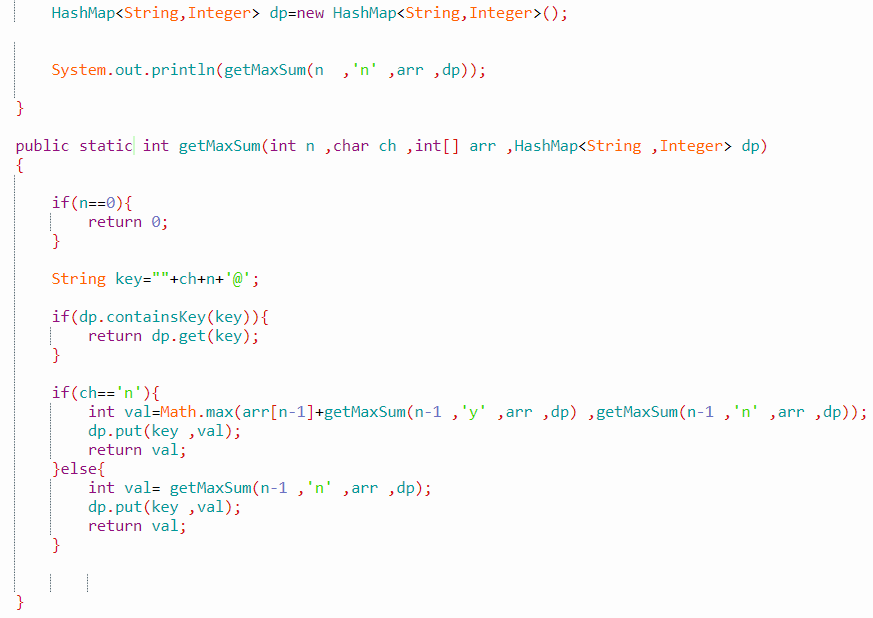 HashMap<String,Integer> dp=new HashMap<String,Integer>();
System.out.println(getMaxSum(n  ,'n' ,arr ,dp));
}
public static int getMaxSum(int n ,char ch ,int[] arr ,HashMap<String ,Integer> dp)
{
if(n==0){
return 0;
}
String key=""+ch+n+'@';
if(dp.containsKey(key)){
return dp.get(key);
}
if(ch=='n'){
int val=Math.max(arr[n-1]+getMaxSum(n-1 ,'y' ,arr ,dp) ,getMaxSum(n-1 ,'n' ,arr ,dp));
dp.put(key ,val);
return val;
}else{
int val= getMaxSum(n-1 ,'n' ,arr ,dp);
dp.put(key ,val);
return val;
}
}